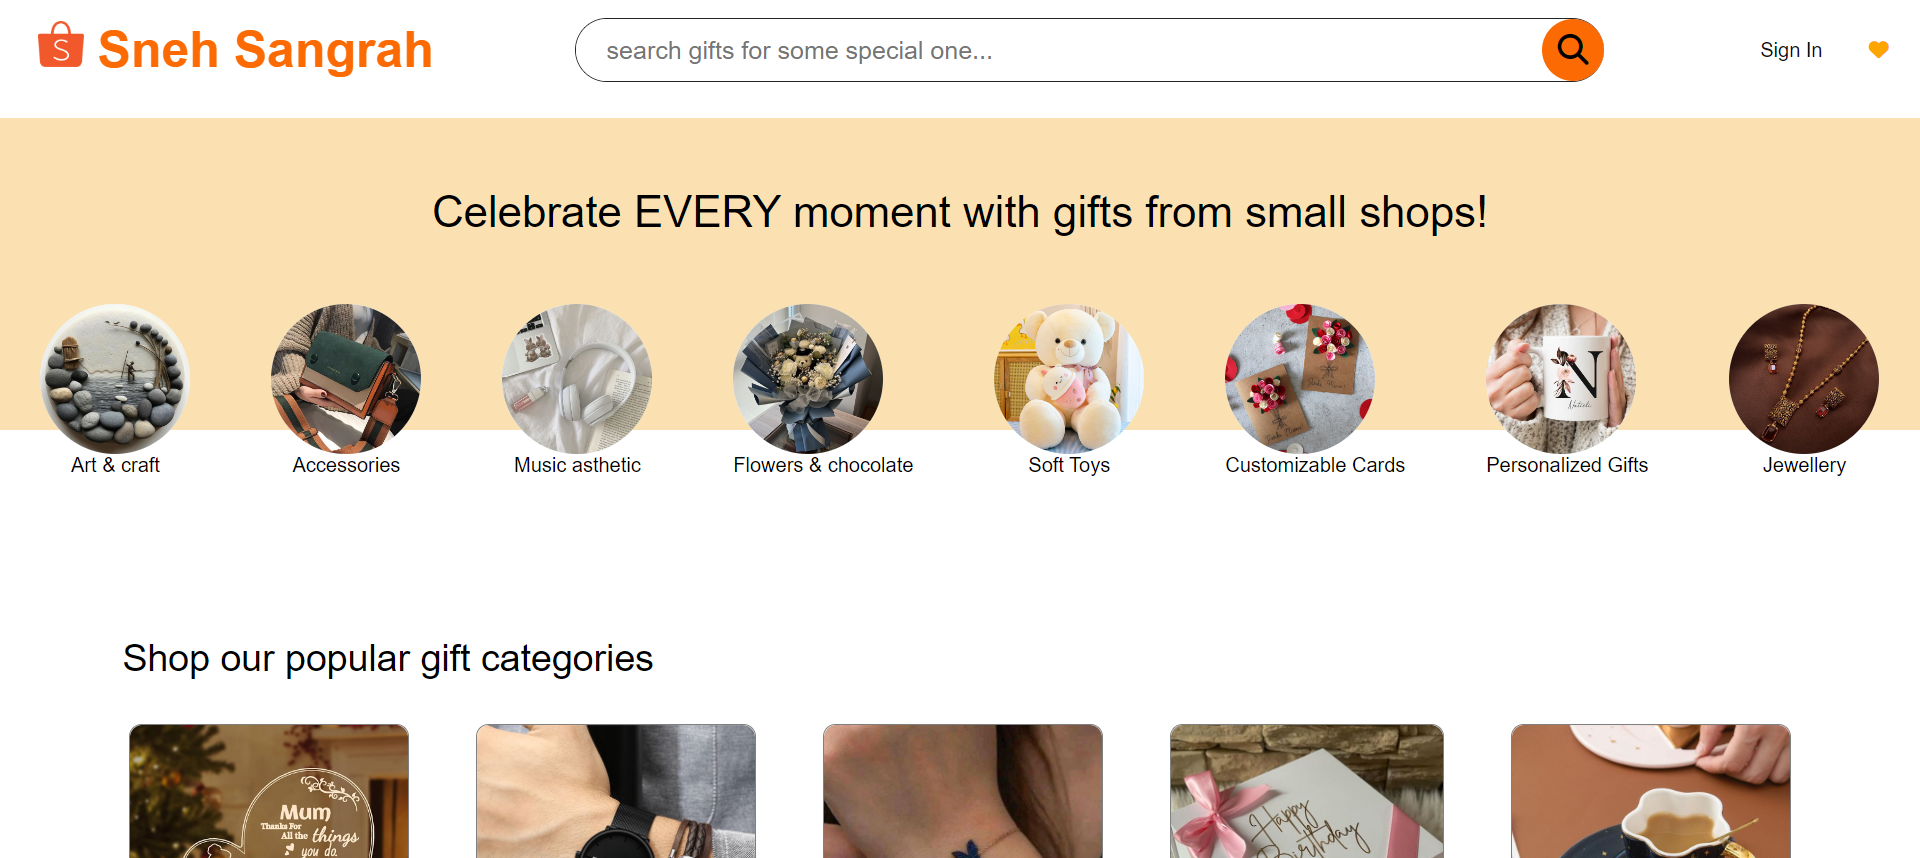 S
Sneh Sangrah
search gifts for some special one...
Sign In
Celebrate EVERY moment with gifts from small shops!
N
Art & craft
Accessories
Music asthetic
Flowers & chocolate
Soft Toys
Customizable Cards
Personalized Gifts
Jewellery
Shop our popular gift categories
Mum
Thanks For
All the things
you do.
Happy
Birthday